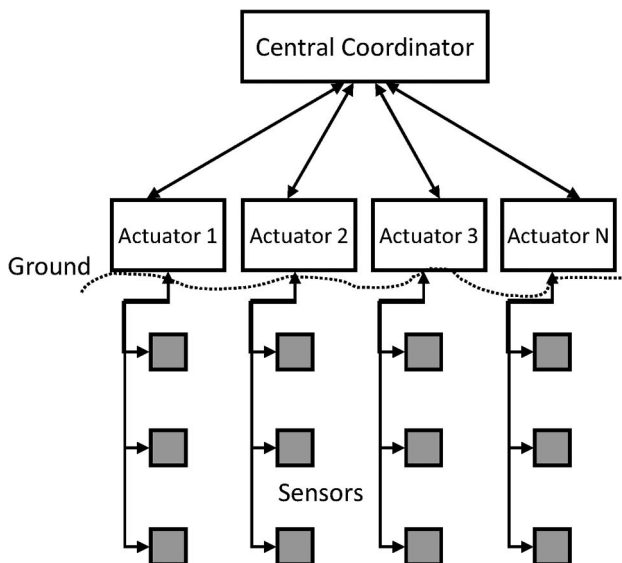 Central Coordinator
Actuator 1
Actuator 2
Actuator 3
Actuator N
Ground
Sensors